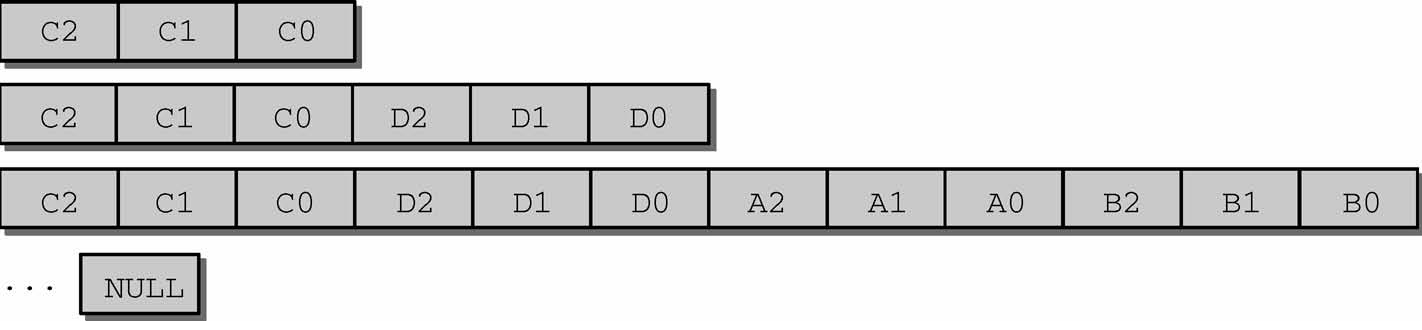 C2 C1 C0
C2 C1 C0 D2 D1 D0
C2 C1 C0 D2 D1 D0 A2 A1 A0 B2 B1 B0
... NULL